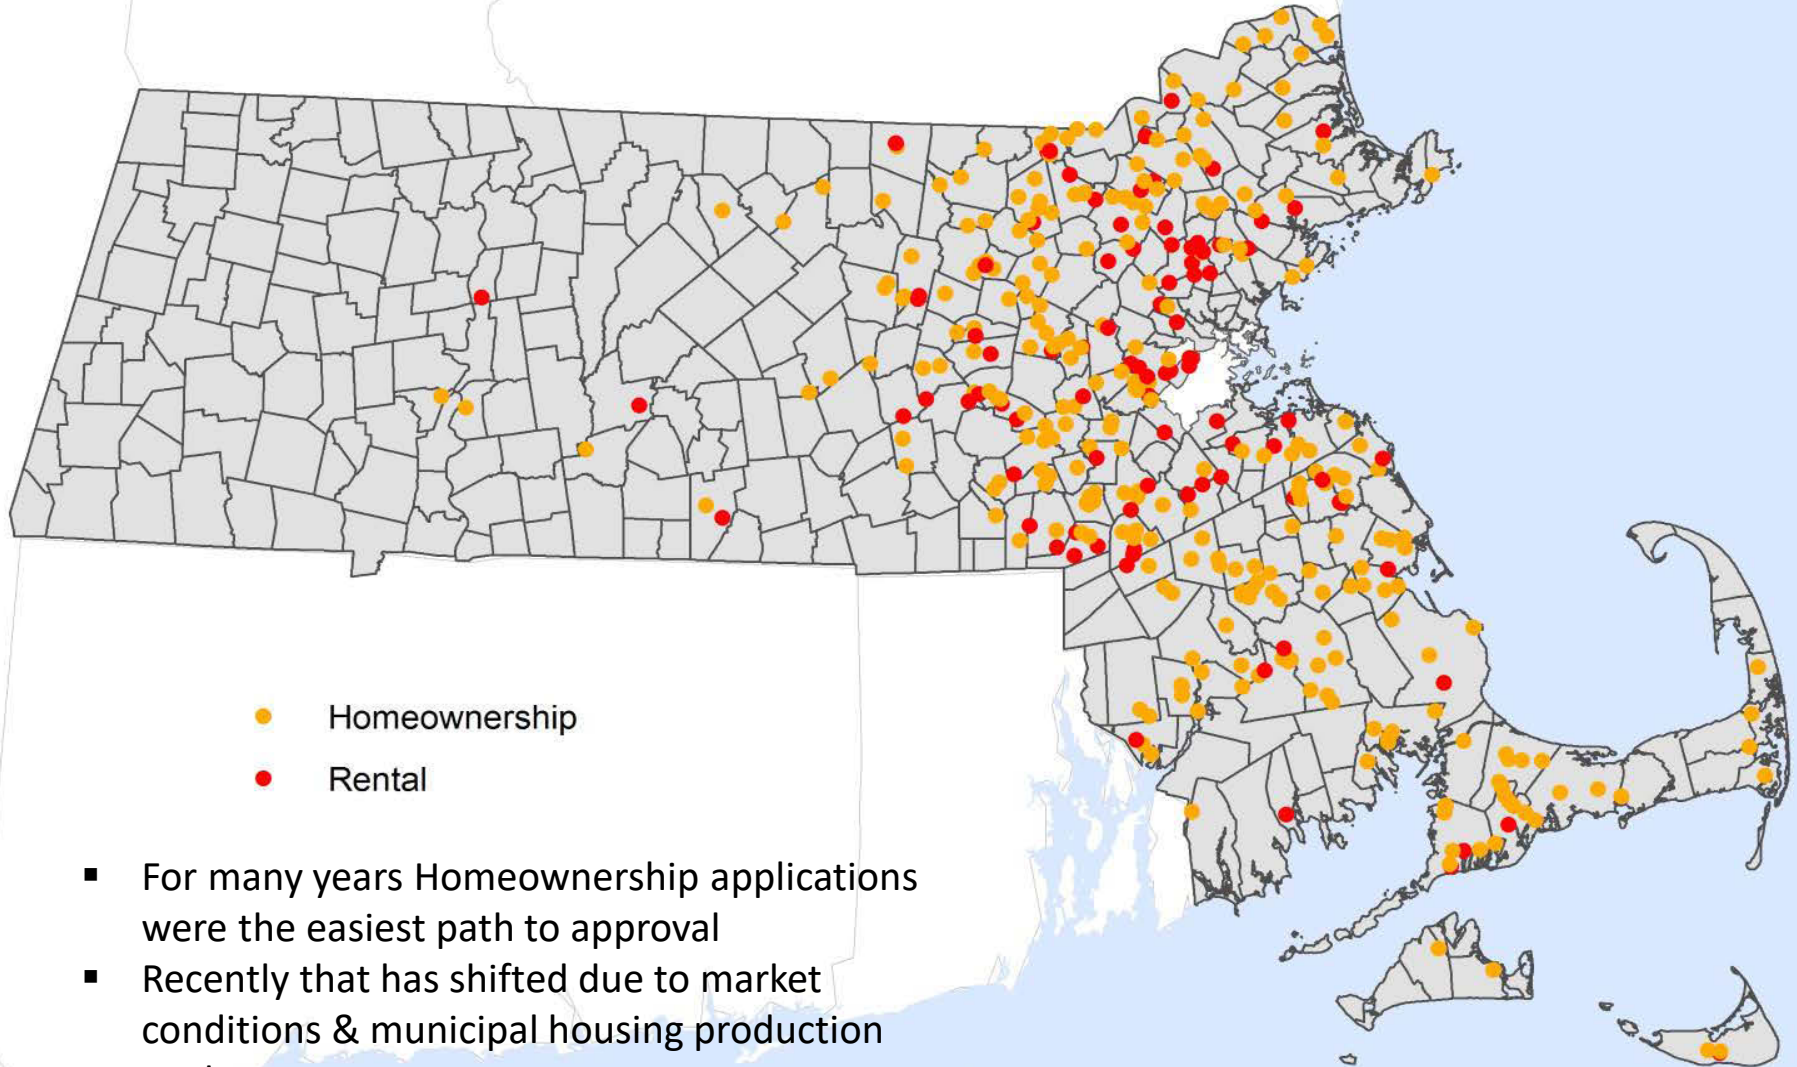 Homeownership
Rental
▪ For many years Homeownership applications
were the easiest path to approval
▪ Recently that has shifted due to market
conditions & municipal housing production